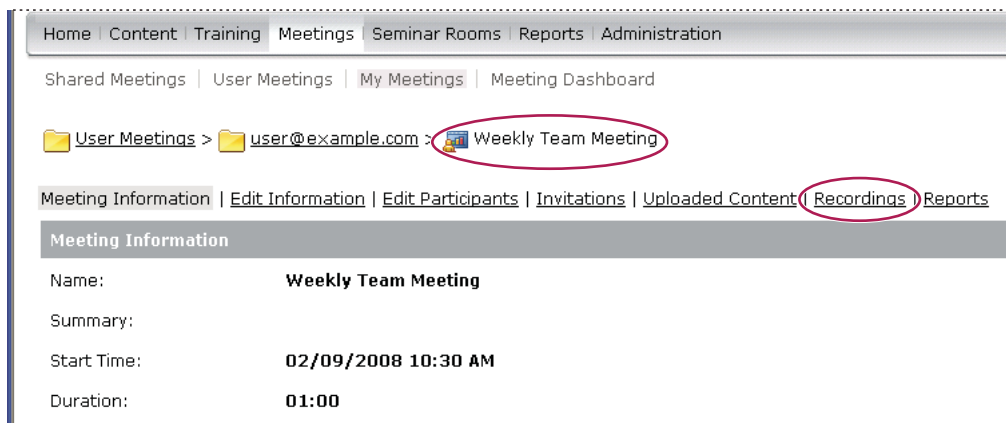 Home | Content | Training | Meetings | Seminar Rooms | Reports | Administration
Shared Meetings | User Meetings | My Meetings | Meeting Dashboard
User Meetings > user@example.com > Weekly Team Meeting
Meeting Information | Edit Information | Edit Participants | Invitations | Uploaded Content | Recordings | Reports
Meeting Information
Name: Weekly Team Meeting
Summary:
Start Time: 02/09/2008 10:30 AM
Duration: 01:00